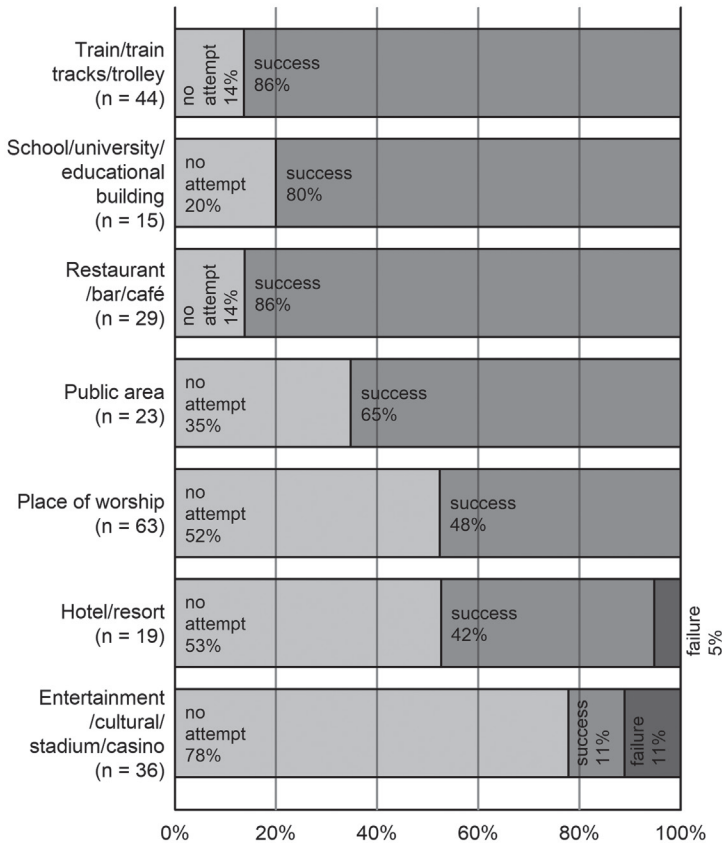 Train/train
tracks/trolley
(n = 44)
no
attempt
14%
success
86%
School/university/
educational
building
(n = 15)
no
attempt
20%
success
80%
Restaurant
/bar/café
(n = 29)
no
attempt
14%
success
86%
Public area
(n = 23)
no
attempt
35%
success
65%
Place of worship
(n = 63)
no
attempt
52%
success
48%
Hotel/resort
(n = 19)
no
attempt
53%
success
42%
failure
5%
Entertainment
/cultural/
stadium/casino
(n = 36)
no
attempt
78%
success
11%
failure
11%
0% 20% 40% 60% 80% 100%